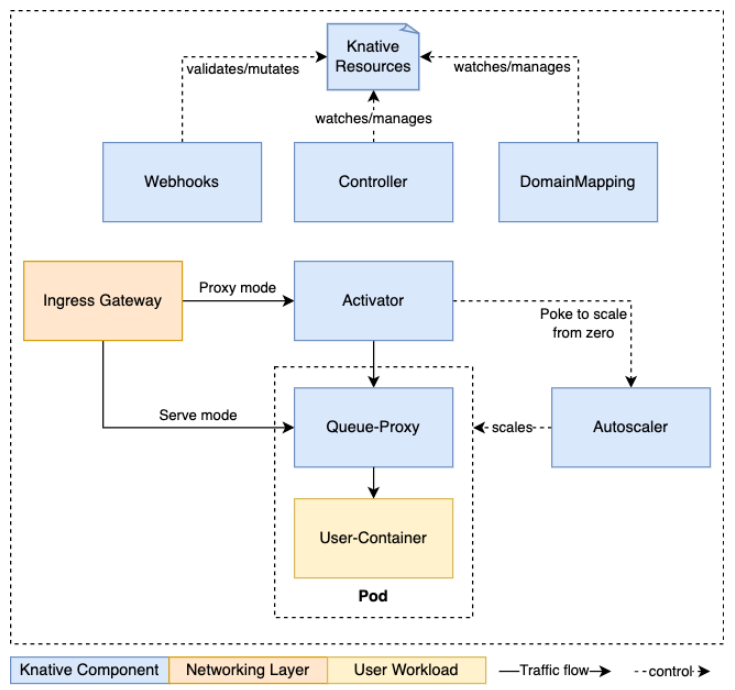 Knative
Resources
validates/mutates
watches/manages
watches/manages
Webhooks
Controller
DomainMapping
Ingress Gateway
Proxy mode
Activator
Poke to scale
from zero
Serve mode
Queue-Proxy
scales
Autoscaler
User-Container
Pod
Knative Component
Networking Layer
User Workload
Traffic flow
control